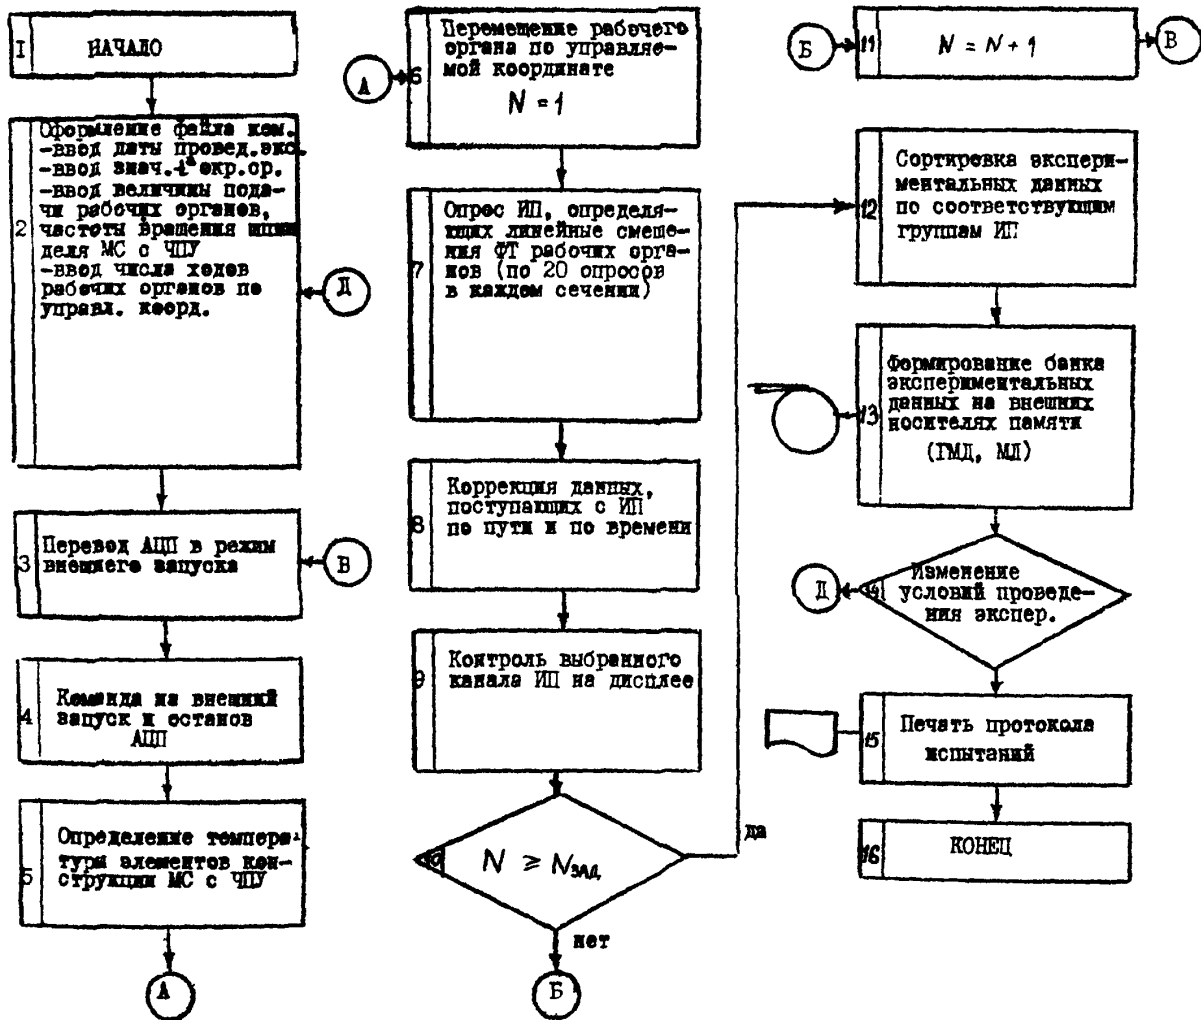 1
НАЧАЛО
2
Оформление файла ком.
-ввод даты провед.экс.
-ввод знач.t° окр.ср.
-ввод величины пода-
чи рабочих органов,
частоты вращения шпин
деля МС с ЧПУ
-ввод числа ходов
рабочих органов по
управл. коорд.
Д
3
Перевод АЦП в режим
внешнего запуска
В
4
Команда на внешний
запуск и останов
АЦП
5
Определение темпера-
туры элементов кон-
струкции МС с ЧПУ
А
А
6
Перемещение рабочего
органа по управляе-
мой координате
N = 1
7
Опрос ИП, определя-
ющих линейные смеще-
ния ФТ рабочих орга-
нов (по 20 опросов
в каждом сечении)
8
Коррекция данных,
поступающих с ИП
по пути и по времени
9
Контроль выбранного
канала ИП на дисплее
10
N ≥ Nзад.
да
нет
Б
Б
11
N = N + 1
В
12
Сортировка экспери-
ментальных данных
по соответствующим
группам ИП
13
Формирование банка
экспериментальных
данных на внешних
носителях памяти
(ГМД, МЛ)
Д
14
Изменение
условий проведе-
ния экспер.
15
Печать протокола
испытаний
16
КОНЕЦ